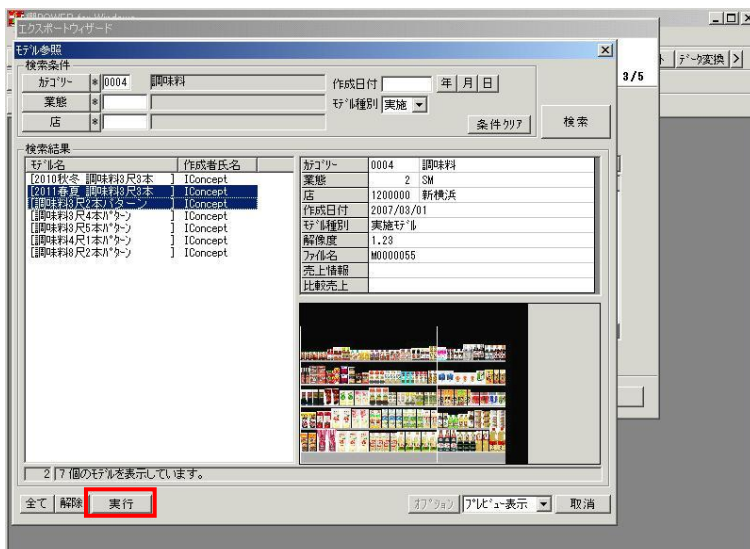 エクスポートウィザード
モデル参照
検索条件
カテゴリー * 0004 調味料
業態 *
店 *
作成日付 年 月 日
モデル種別 実施
条件クリア
検索
データ変換
3/5
検索結果
モデル名 作成者氏名
[2010秋冬 調味料3尺3本 ] IConcept
[2011春夏 調味料3尺3本 ] IConcept
[調味料3尺2本パターン ] IConcept
[調味料3尺4本パターン ] IConcept
[調味料3尺5本パターン ] IConcept
[調味料4尺1本パターン ] IConcept
[調味料8尺2本パターン ] IConcept
カテゴリー 0004 調味料
業態 2 SM
店 1200000 新横浜
作成日付 2007/03/01
モデル種別 実施モデル
解像度 1.23
ファイル名 M0000055
売上情報
比較売上
2 7 個のモデルを表示しています。
全て 解除 実行
オプション プレビュー表示 取消